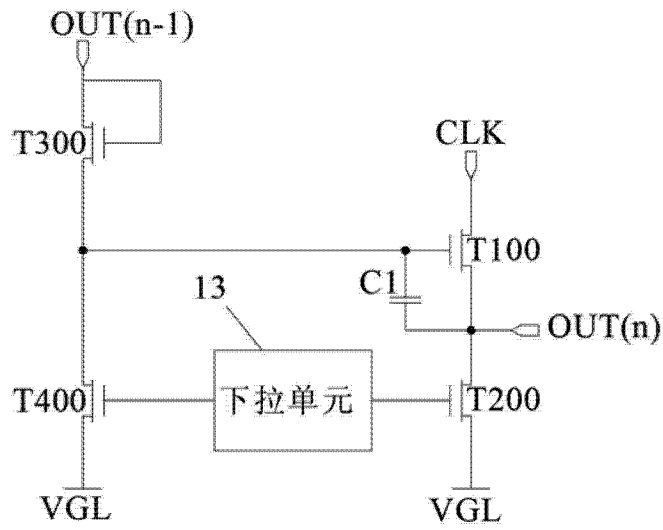 OUT(n-1)
T300
CLK
T100
C1
13
OUT(n)
T400
下拉单元
T200
VGL
VGL